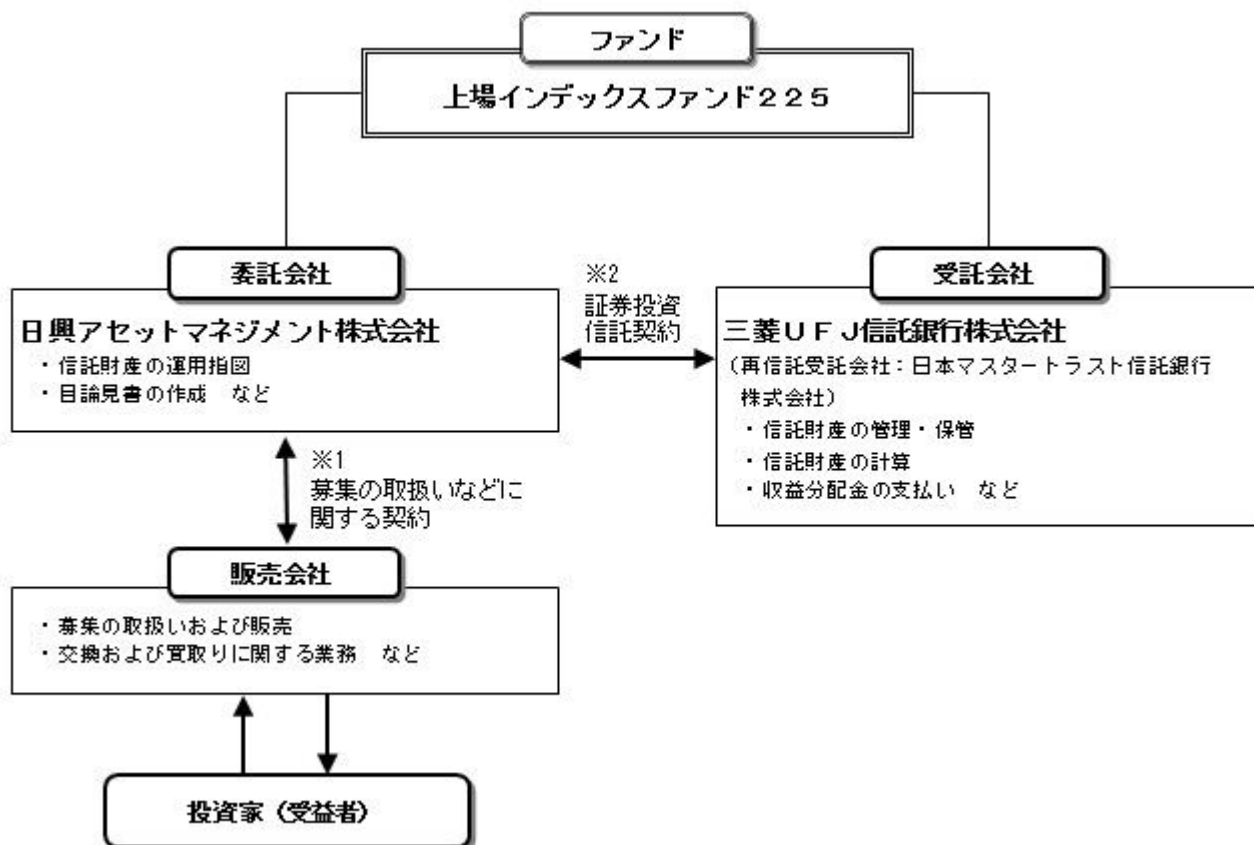 ファンド
上場インデックスファンド２２５
委託会社
日興アセットマネジメント株式会社
・信託財産の運用指図
・目論見書の作成　など
※2
証券投資
信託契約
受託会社
三菱ＵＦＪ信託銀行株式会社
（再信託受託会社：日本マスタートラスト信託銀行
株式会社）
・信託財産の管理・保管
・信託財産の計算
・収益分配金の支払い　など
※1
募集の取扱いなどに
関する契約
販売会社
・募集の取扱いおよび販売
・交換および買取りに関する業務　など
投資家（受益者）